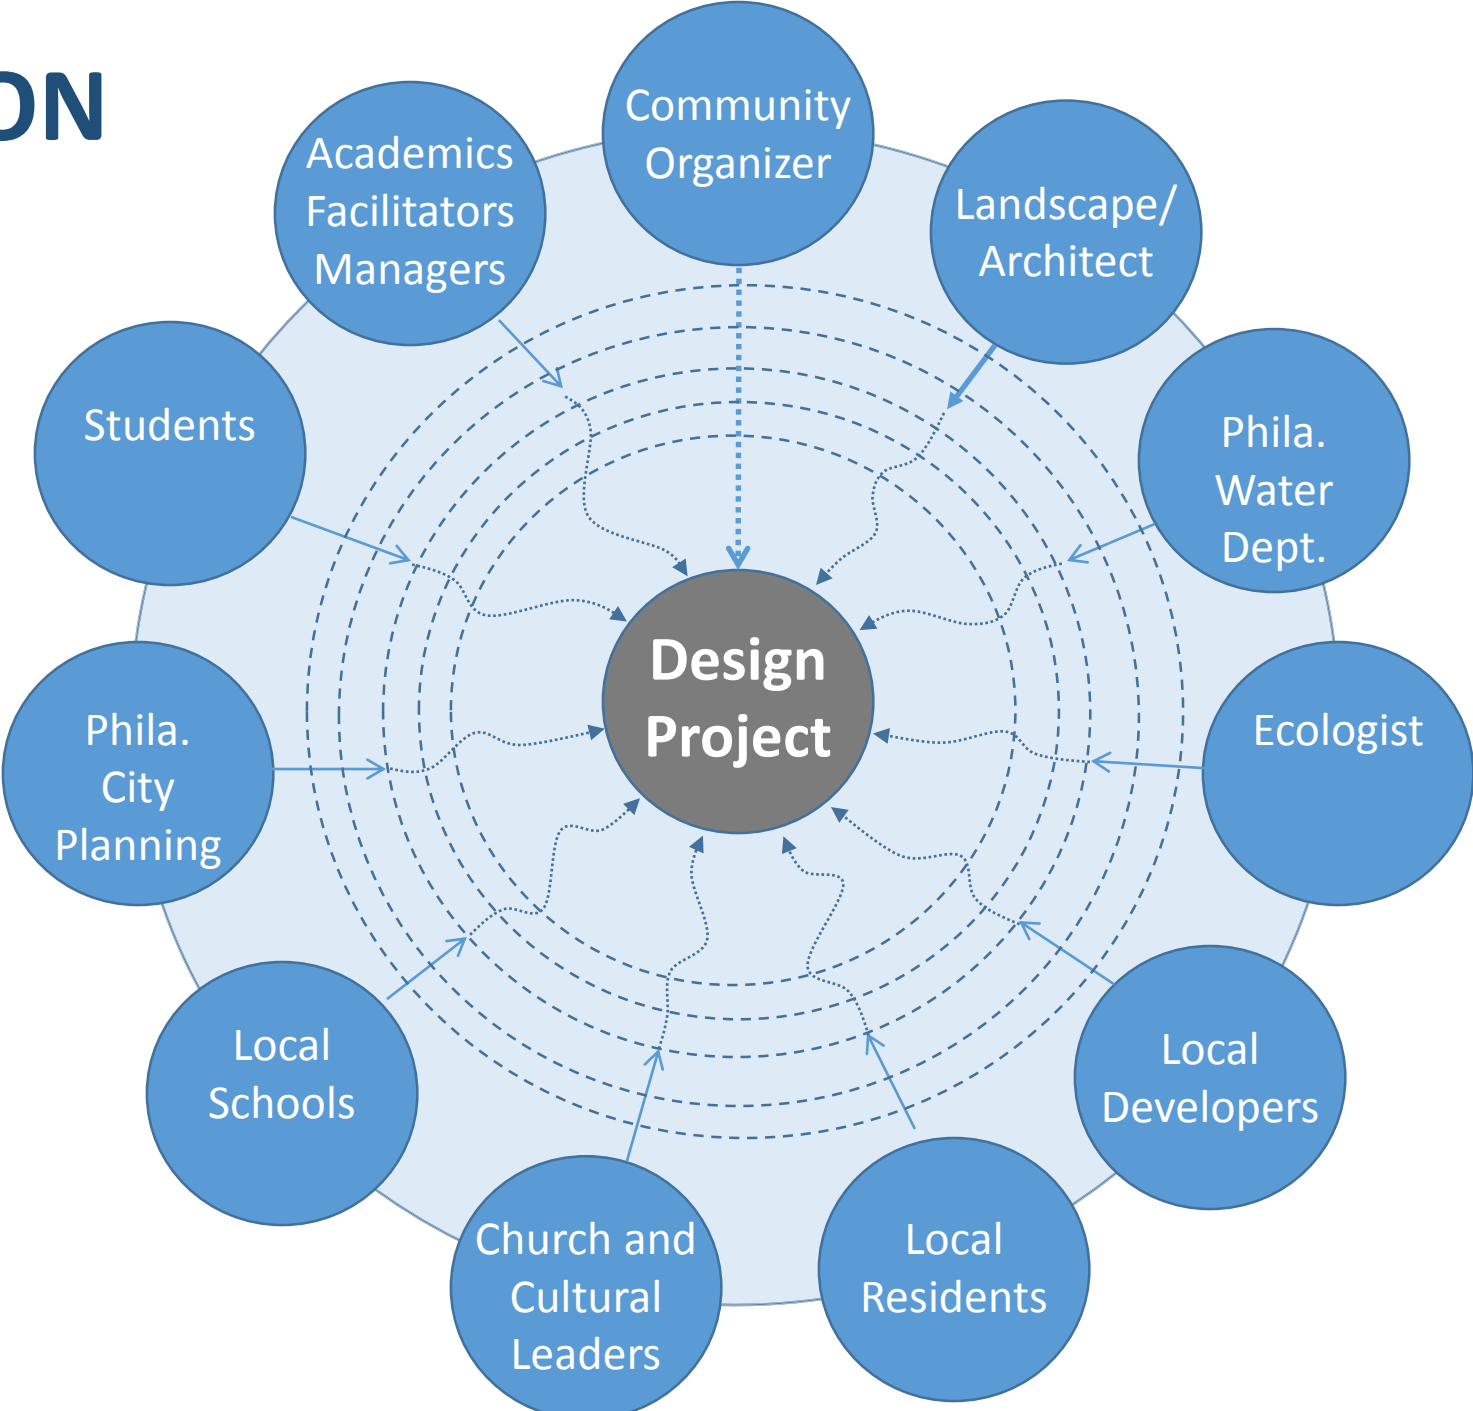 ON
Community
Organizer
Academics
Facilitators
Managers
Landscape/
Architect
Students
Phila.
Water
Dept.
Design
Project
Phila.
City
Planning
Ecologist
Local
Schools
Local
Developers
Church and
Cultural
Leaders
Local
Residents